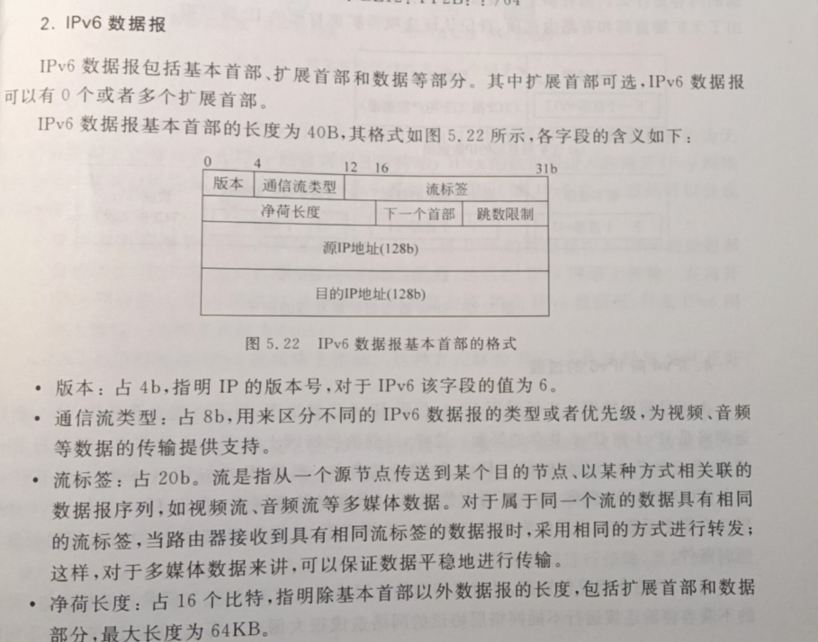 2. IPv6 数据报
IPv6 数据报包括基本首部、扩展首部和数据等部分。其中扩展首部可选,IPv6 数据报
可以有 0 个或者多个扩展首部。
IPv6 数据报基本首部的长度为 40B,其格式如图 5.22 所示,各字段的含义如下:
0 4 12 16 31b
版本 通信流类型 流标签
净荷长度 下一个首部 跳数限制
源IP地址(128b)
目的IP地址(128b)
图 5.22 IPv6 数据报基本首部的格式
• 版本:占 4b,指明 IP 的版本号,对于 IPv6 该字段的值为 6。
• 通信流类型:占 8b,用来区分不同的 IPv6 数据报的类型或者优先级,为视频、音频
等数据的传输提供支持。
• 流标签:占 20b。流是指从一个源节点传送到某个目的节点、以某种方式相关联的
数据报序列,如视频流、音频流等多媒体数据。对于属于同一个流的数据具有相同
的流标签,当路由器接收到具有相同流标签的数据报时,采用相同的方式进行转发;
这样,对于多媒体数据来讲,可以保证数据平稳地进行传输。
• 净荷长度:占 16 个比特,指明除基本首部以外数据报的长度,包括扩展首部和数据
部分,最大长度为 64KB。